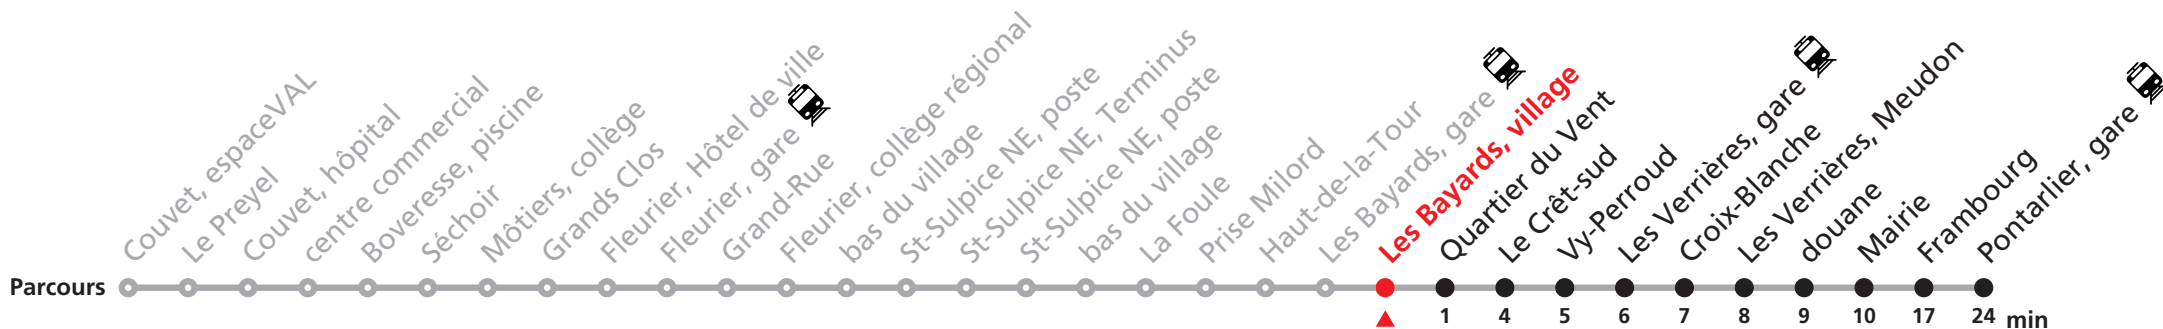 Couvet, espaceVAL
Le Preyel
Couvet, hôpital
centre commercial
Boveresse, piscine
Séchoir
Môtiers, collège
Grands Clos
Fleurier, Hôtel de ville
Fleurier, gare
Grand-Rue
Fleurier, collège régional
bas du village
St-Sulpice NE, poste
St-Sulpice NE, Terminus
St-Sulpice NE, poste
bas du village
La Foule
Prise Milord
Haut-de-la-Tour
Les Bayards, gare
Les Bayards, village
Quartier du Vent
Le Crêt-sud
Vy-Perroud
Les Verrières, gare
Croix-Blanche
Les Verrières, Meudon
douane
Mairie
Frambourg
Pontarlier, gare
Parcours
1 4 5 6 7 8 9 10 17 24 min